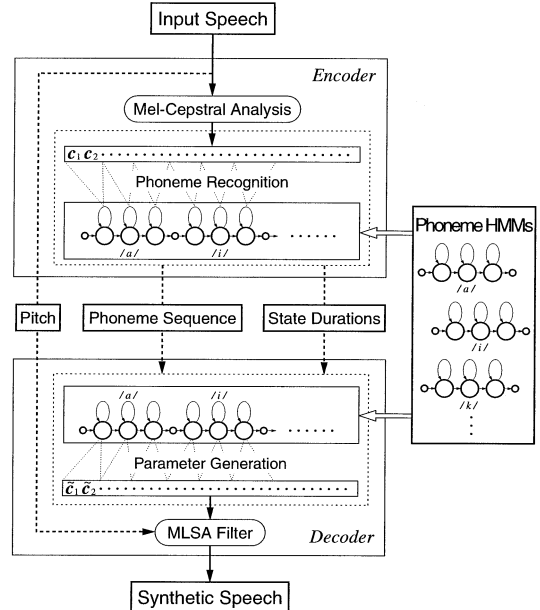 Input Speech
Encoder
Mel-Cepstral Analysis
c1 c2 · · · · · · · · · ·
Phoneme Recognition
/a/ /i/
· · · · · ·
Phoneme HMMs
/a/
/i/
/k/
Pitch
Phoneme Sequence
State Durations
/a/ /i/
· · · · · ·
Parameter Generation
c̃1 c̃2 · · · · · · · · · ·
MLSA Filter
Decoder
Synthetic Speech